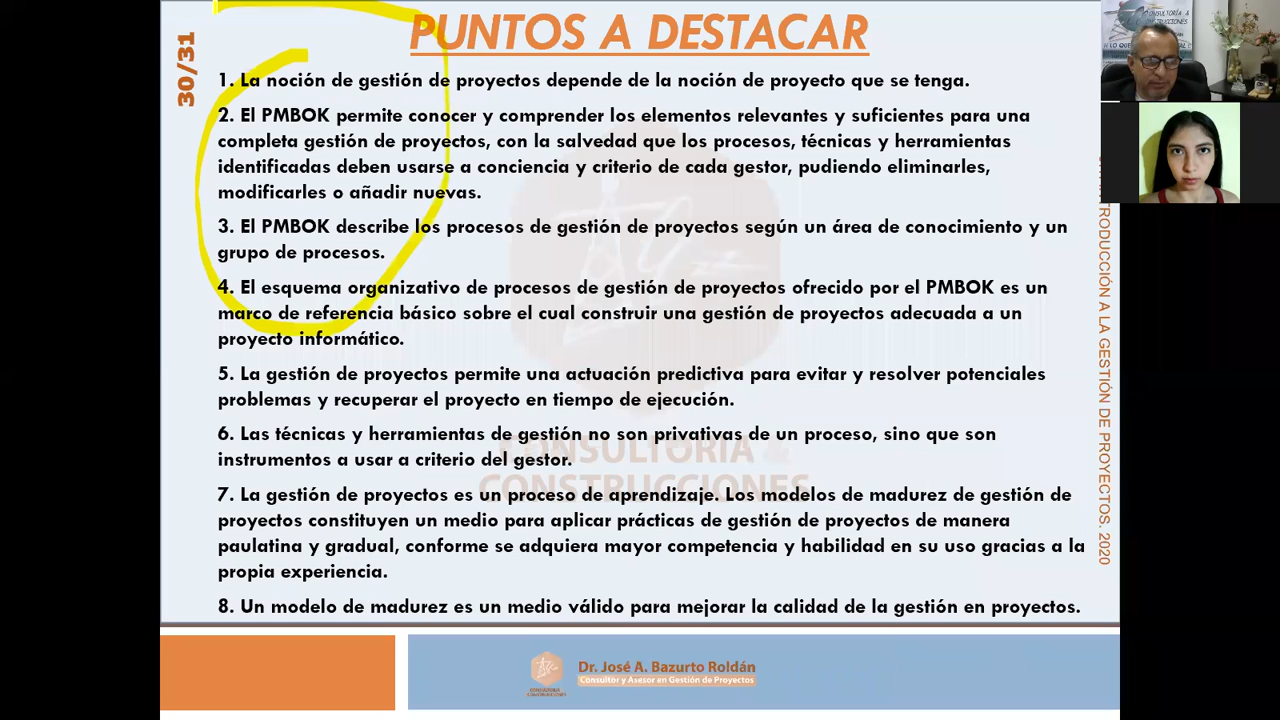 PUNTOS A DESTACAR
30/31
1. La noción de gestión de proyectos depende de la noción de proyecto que se tenga.
2. El PMBOK permite conocer y comprender los elementos relevantes y suficientes para una
completa gestión de proyectos, con la salvedad que los procesos, técnicas y herramientas
identificadas deben usarse a conciencia y criterio de cada gestor, pudiendo eliminarles,
modificarles o añadir nuevas.
3. El PMBOK describe los procesos de gestión de proyectos según un área de conocimiento y un
grupo de procesos.
4. El esquema organizativo de procesos de gestión de proyectos ofrecido por el PMBOK es un
marco de referencia básico sobre el cual construir una gestión de proyectos adecuada a un
proyecto informático.
5. La gestión de proyectos permite una actuación predictiva para evitar y resolver potenciales
problemas y recuperar el proyecto en tiempo de ejecución.
6. Las técnicas y herramientas de gestión no son privativas de un proceso, sino que son
instrumentos a usar a criterio del gestor.
7. La gestión de proyectos es un proceso de aprendizaje. Los modelos de madurez de gestión de
proyectos constituyen un medio para aplicar prácticas de gestión de proyectos de manera
paulatina y gradual, conforme se adquiera mayor competencia y habilidad en su uso gracias a la
propia experiencia.
8. Un modelo de madurez es un medio válido para mejorar la calidad de la gestión en proyectos.
CONSULTORIA &
CONSTRUCCIONES
TRODUCCIÓN A LA GESTIÓN DE PROYECTOS. 2020
Dr. José A. Bazurto Roldán
Consultor y Asesor en Gestión de Proyectos